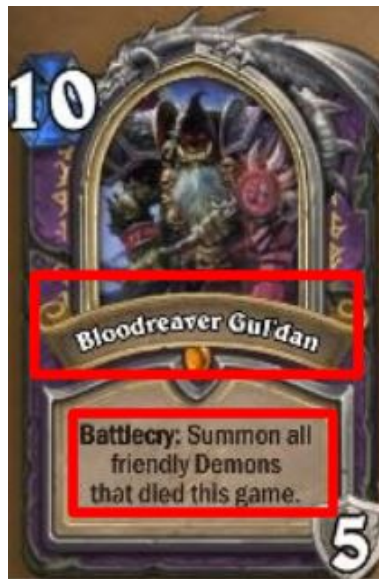 10
Bloodreaver Gul'dan
Battlecry: Summon all
friendly Demons
that died this game.
5